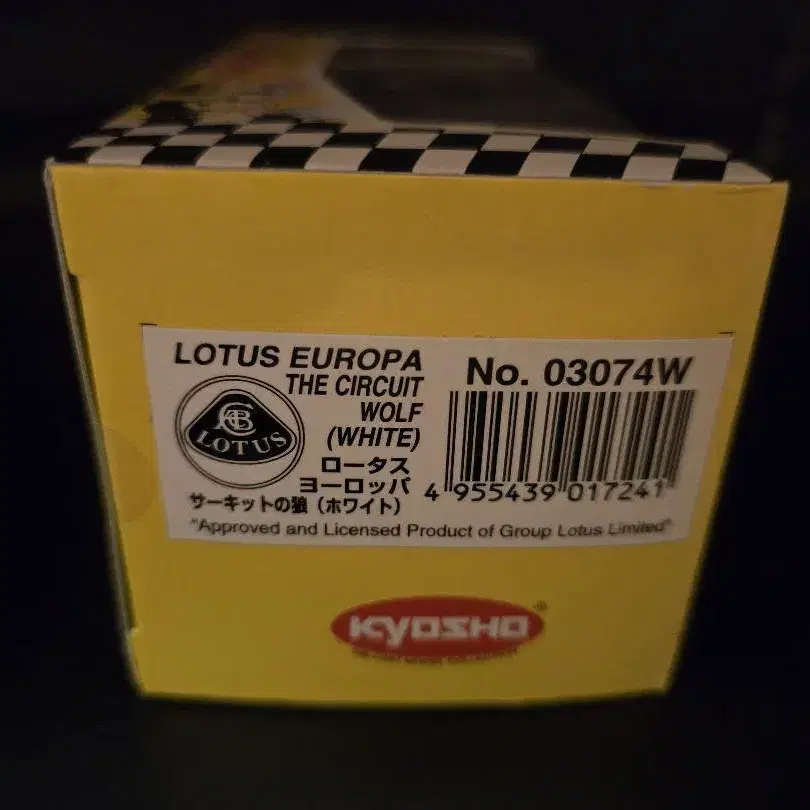 LOTUS EUROPA
THE CIRCUIT
WOLF
(WHITE)
LOTUS
ロータス
ヨーロッパ
サーキットの狼（ホワイト）
No. 03074W
4 955439 017241
"Approved and Licensed Product of Group Lotus Limited"
KYOSHO®